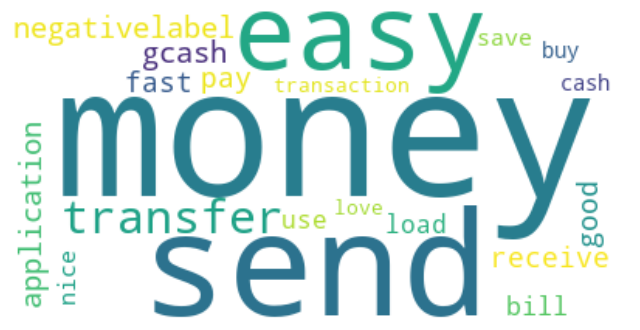 negativelabel easy save buy
gcash
fast pay transaction cash
money
application
transfer use love load good
send
nice
receive
bill